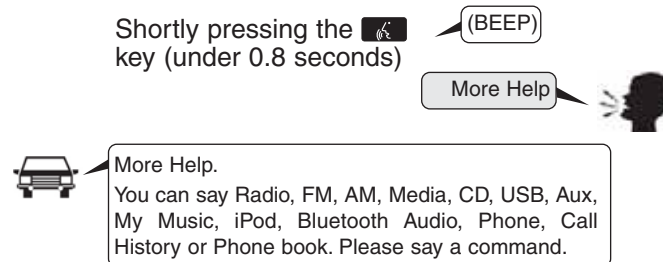 Shortly pressing the
(BEEP)
key (under 0.8 seconds)
More Help
More Help.
You can say Radio, FM, AM, Media, CD, USB, Aux,
My Music, iPod, Bluetooth Audio, Phone, Call
History or Phone book. Please say a command.